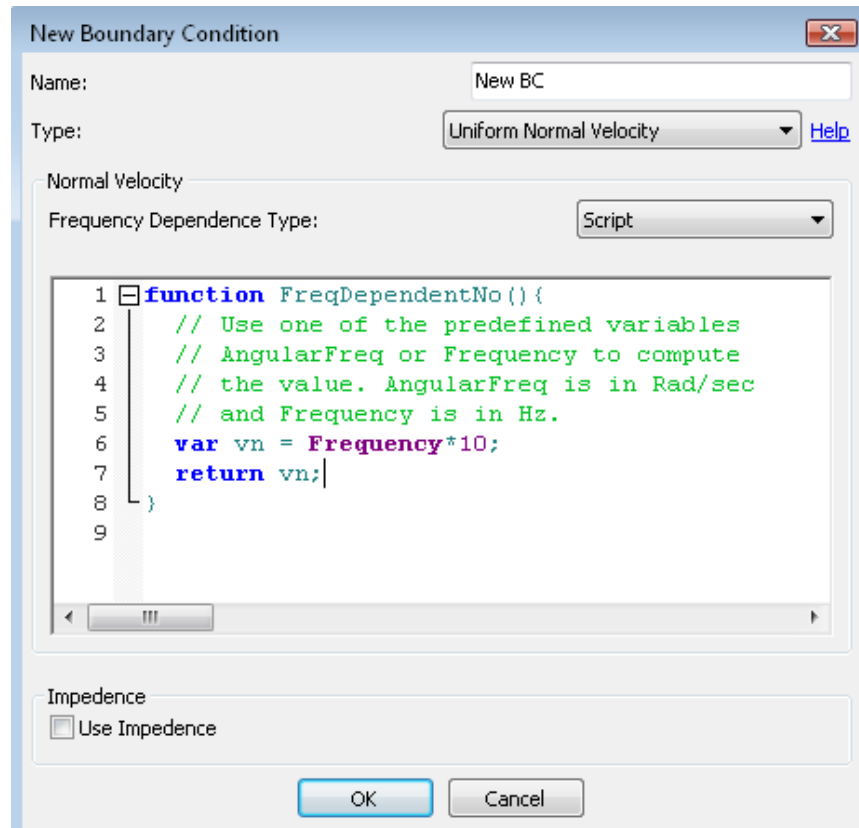 New Boundary Condition
Name: New BC
Type: Uniform Normal Velocity Help
Normal Velocity
Frequency Dependence Type: Script
1 function FreqDependentNo(){
2 // Use one of the predefined variables
3 // AngularFreq or Frequency to compute
4 // the value. AngularFreq is in Rad/sec
5 // and Frequency is in Hz.
6 var vn = Frequency*10;
7 return vn;
8 }
9
Impedence
Use Impedence
OK Cancel